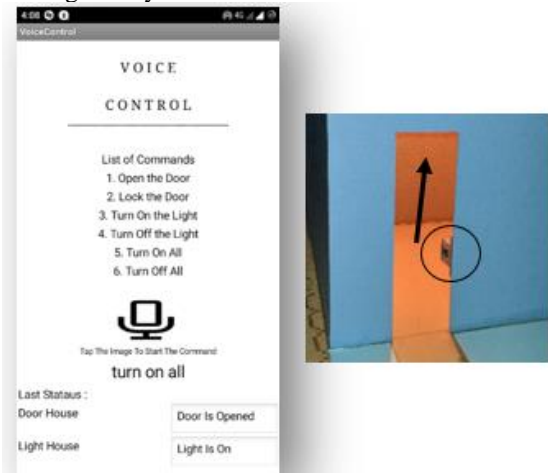 4:08
4G
VoiceControl
VOICE
CONTROL
List of Commands
1. Open the Door
2. Lock the Door
3. Turn On the Light
4. Turn Off the Light
5. Turn On All
6. Turn Off All
Tap The Image To Start The Command
turn on all
Last Stataus :
Door House Door Is Opened
Light House Light Is On